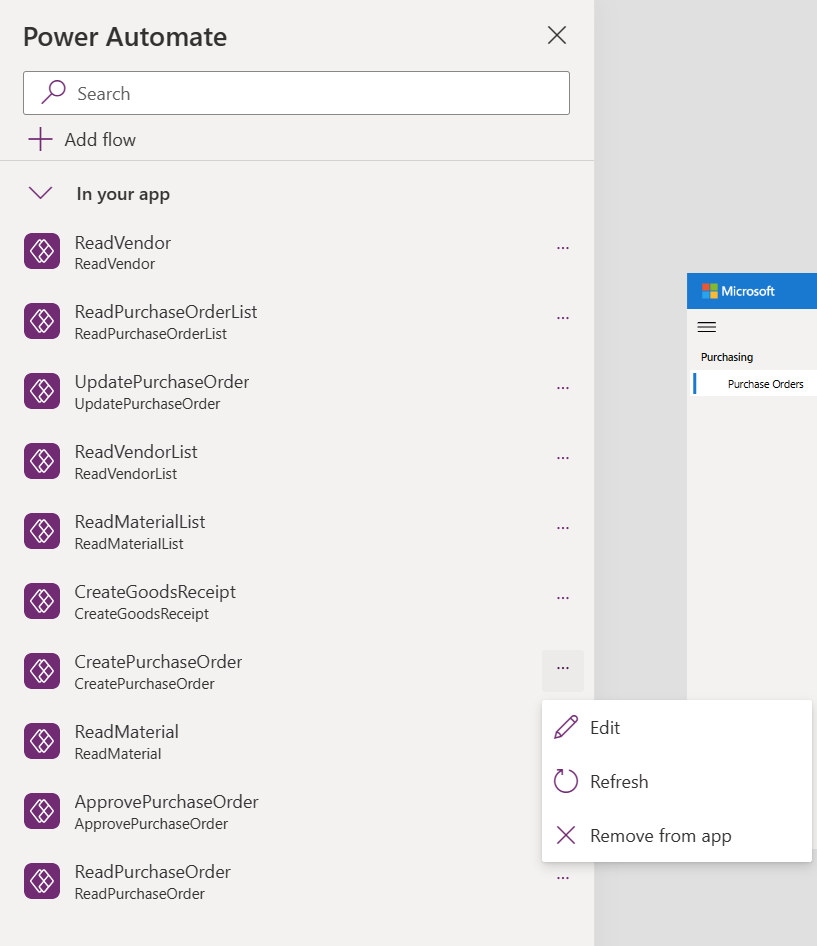 Power Automate
Search
Add flow
In your app
ReadVendor
ReadVendor
ReadPurchaseOrderList
ReadPurchaseOrderList
UpdatePurchaseOrder
UpdatePurchaseOrder
ReadVendorList
ReadVendorList
ReadMaterialList
ReadMaterialList
CreateGoodsReceipt
CreateGoodsReceipt
CreatePurchaseOrder
CreatePurchaseOrder
ReadMaterial
ReadMaterial
ApprovePurchaseOrder
ApprovePurchaseOrder
ReadPurchaseOrder
ReadPurchaseOrder
Edit
Refresh
Remove from app
Microsoft
Purchasing
Purchase Orders